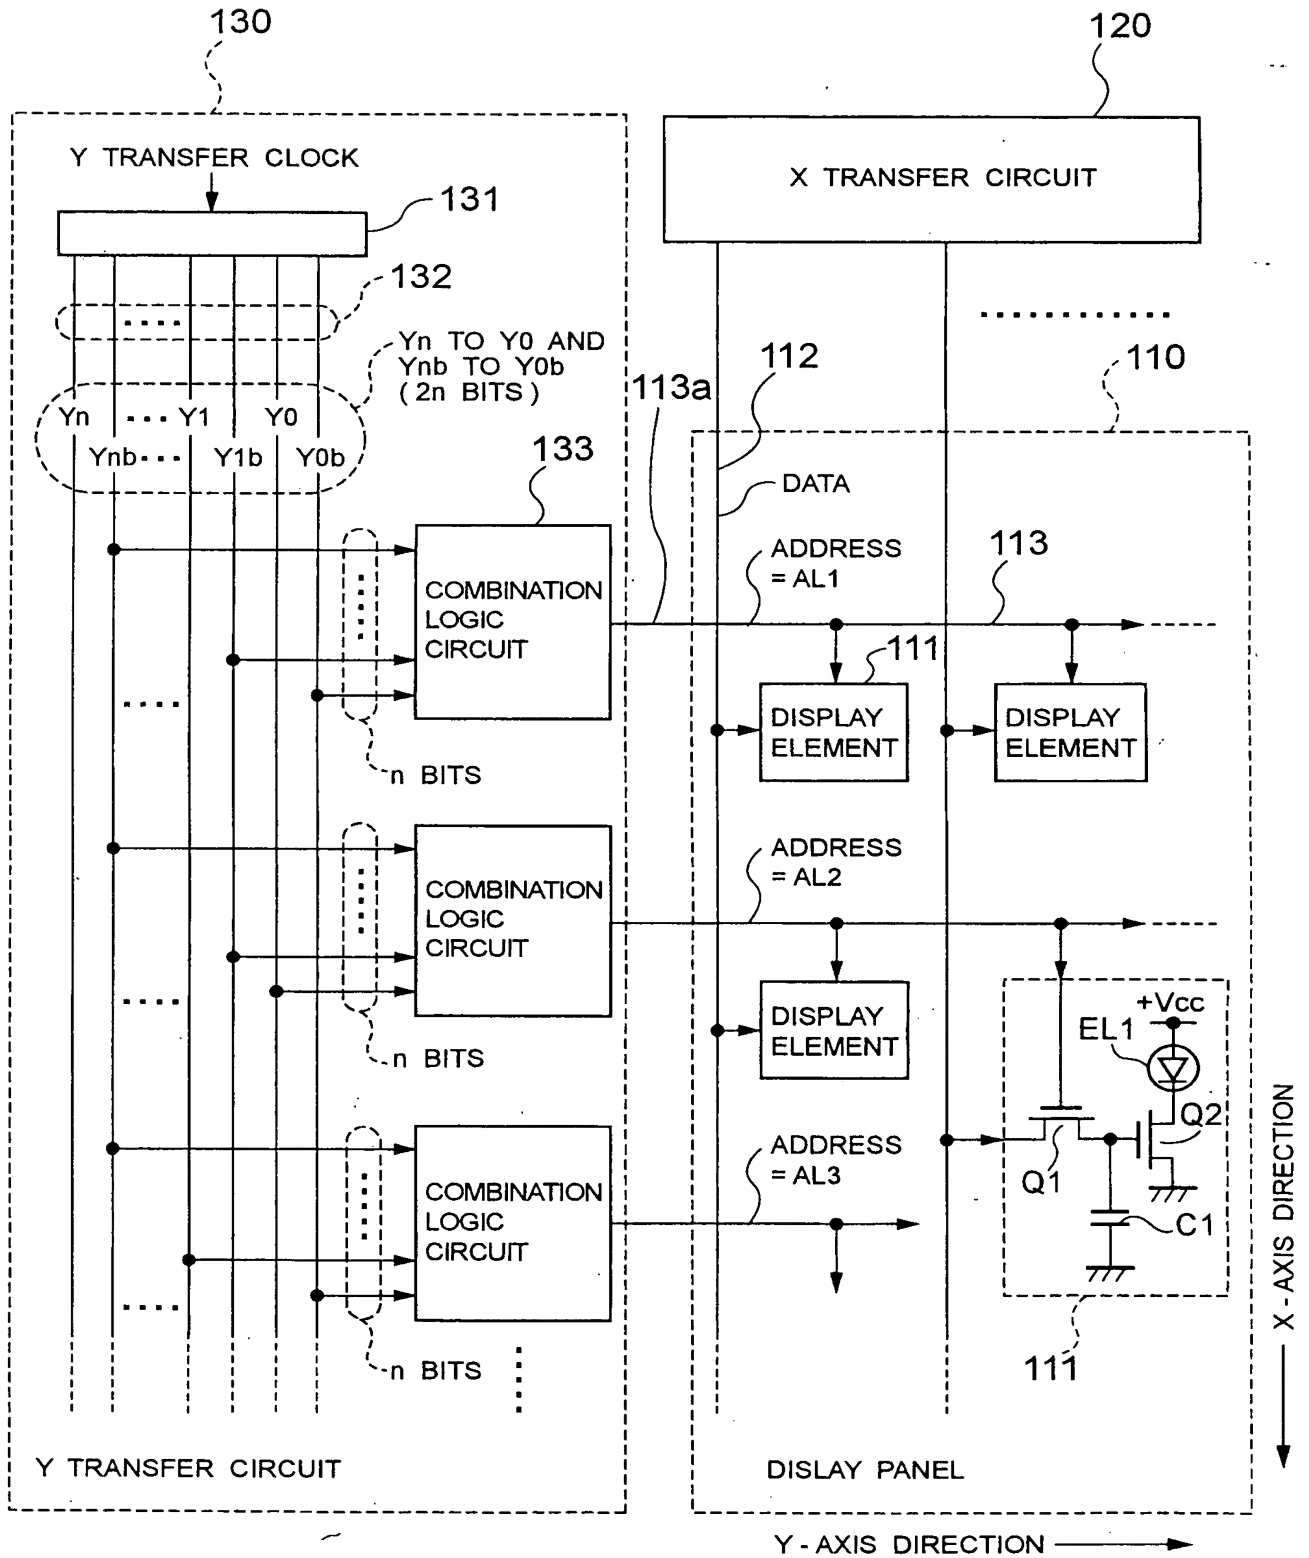 130
120
Y TRANSFER CLOCK
X TRANSFER CIRCUIT
131
132
Yn TO Y0 AND
Ynb TO Y0b
(2n BITS)
112
110
113a
Yn
Y1
Y0
Ynb
Y1b
Y0b
133
DATA
ADDRESS
= AL1
113
COMBINATION
LOGIC
CIRCUIT
111
DISPLAY
ELEMENT
DISPLAY
ELEMENT
n BITS
ADDRESS
= AL2
COMBINATION
LOGIC
CIRCUIT
DISPLAY
ELEMENT
+Vcc
EL1
n BITS
Q2
Q1
ADDRESS
= AL3
COMBINATION
LOGIC
CIRCUIT
C1
n BITS
111
X-AXIS DIRECTION
Y TRANSFER CIRCUIT
DISLAY PANEL
Y-AXIS DIRECTION